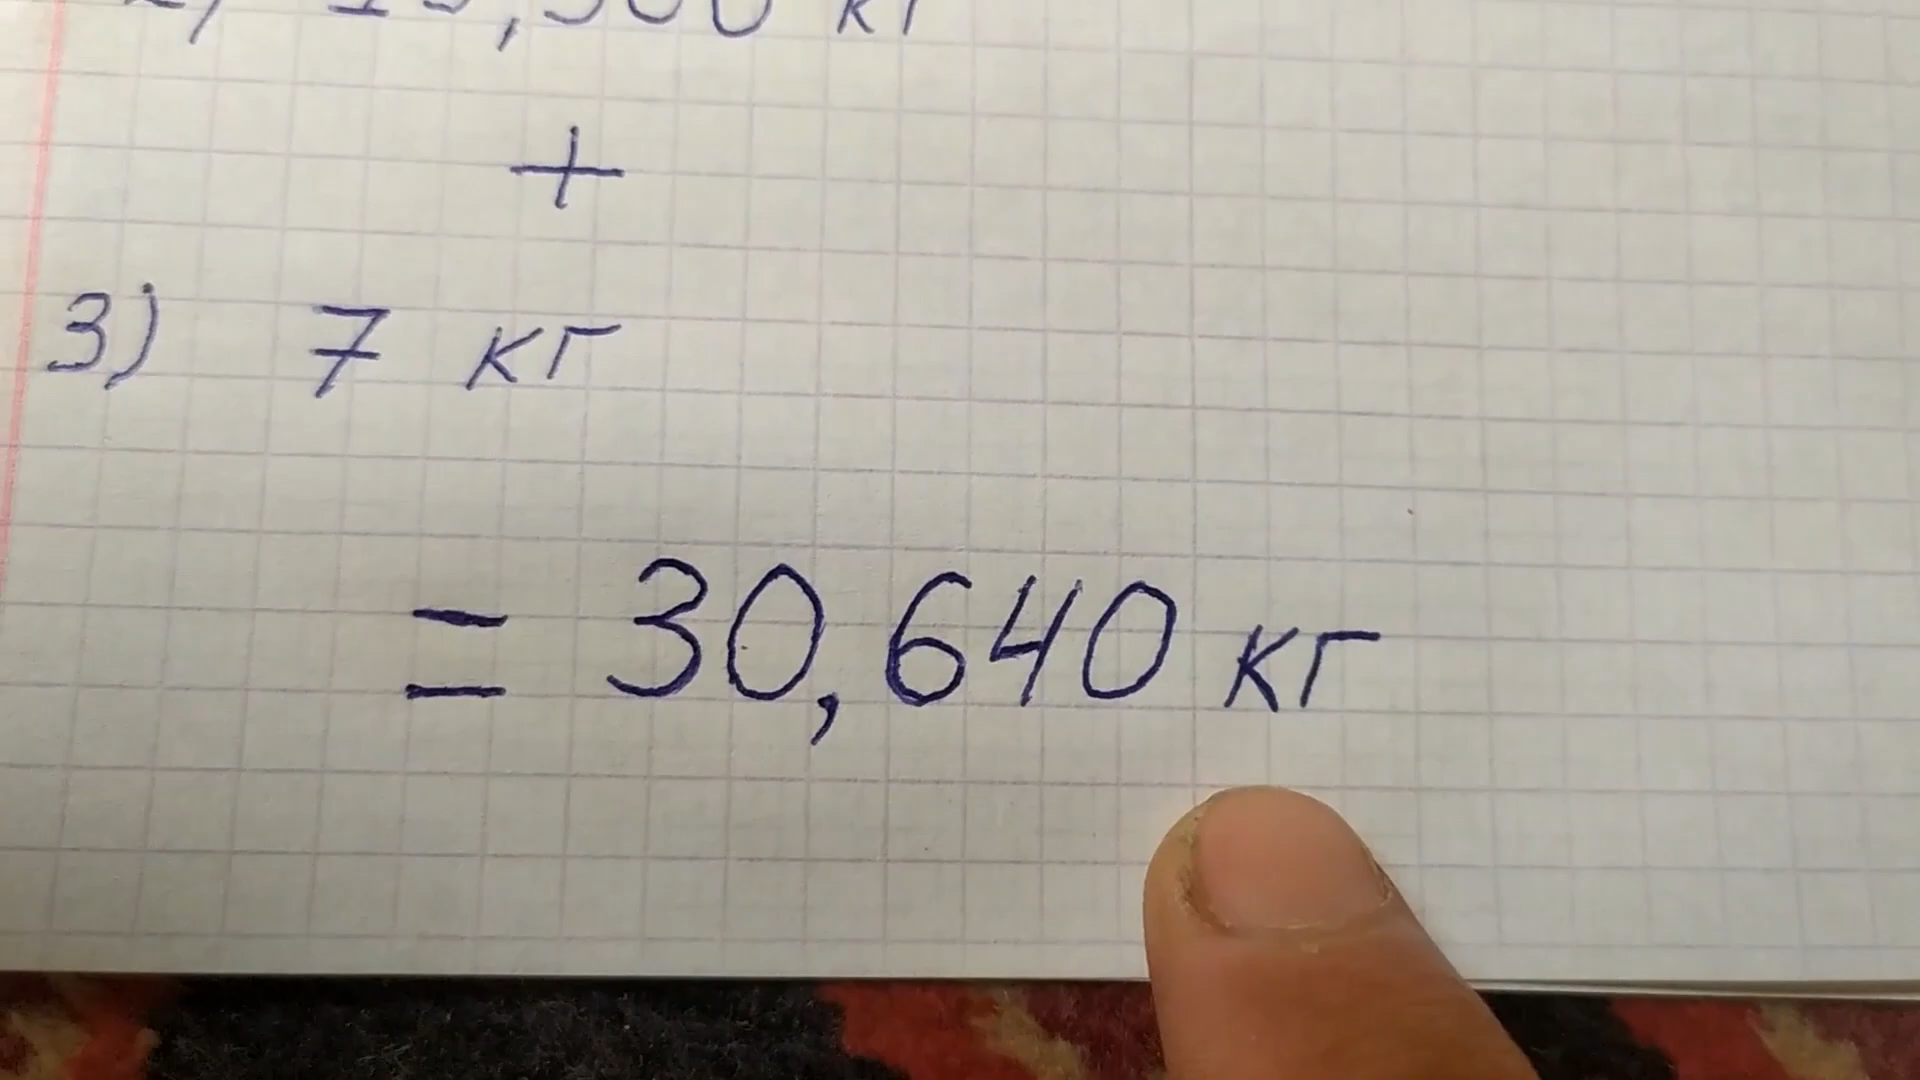 +
3) 7 кг
= 30,640 кг